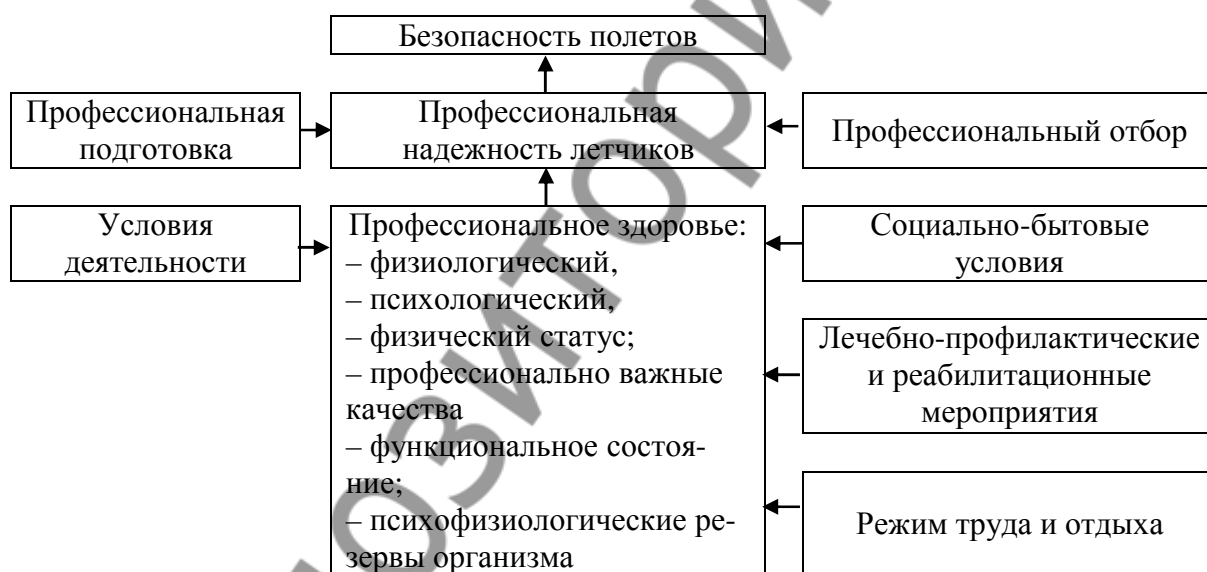 Безопасность полетов
Профессиональная
подготовка
Профессиональная
надежность летчиков
Профессиональный отбор
Условия
деятельности
Профессиональное здоровье:
– физиологический,
– психологический,
– физический статус;
– профессионально важные
качества
– функциональное состоя-
ние;
– психофизиологические ре-
зервы организма
Социально-бытовые
условия
Лечебно-профилактические
и реабилитационные
мероприятия
Режим труда и отдыха